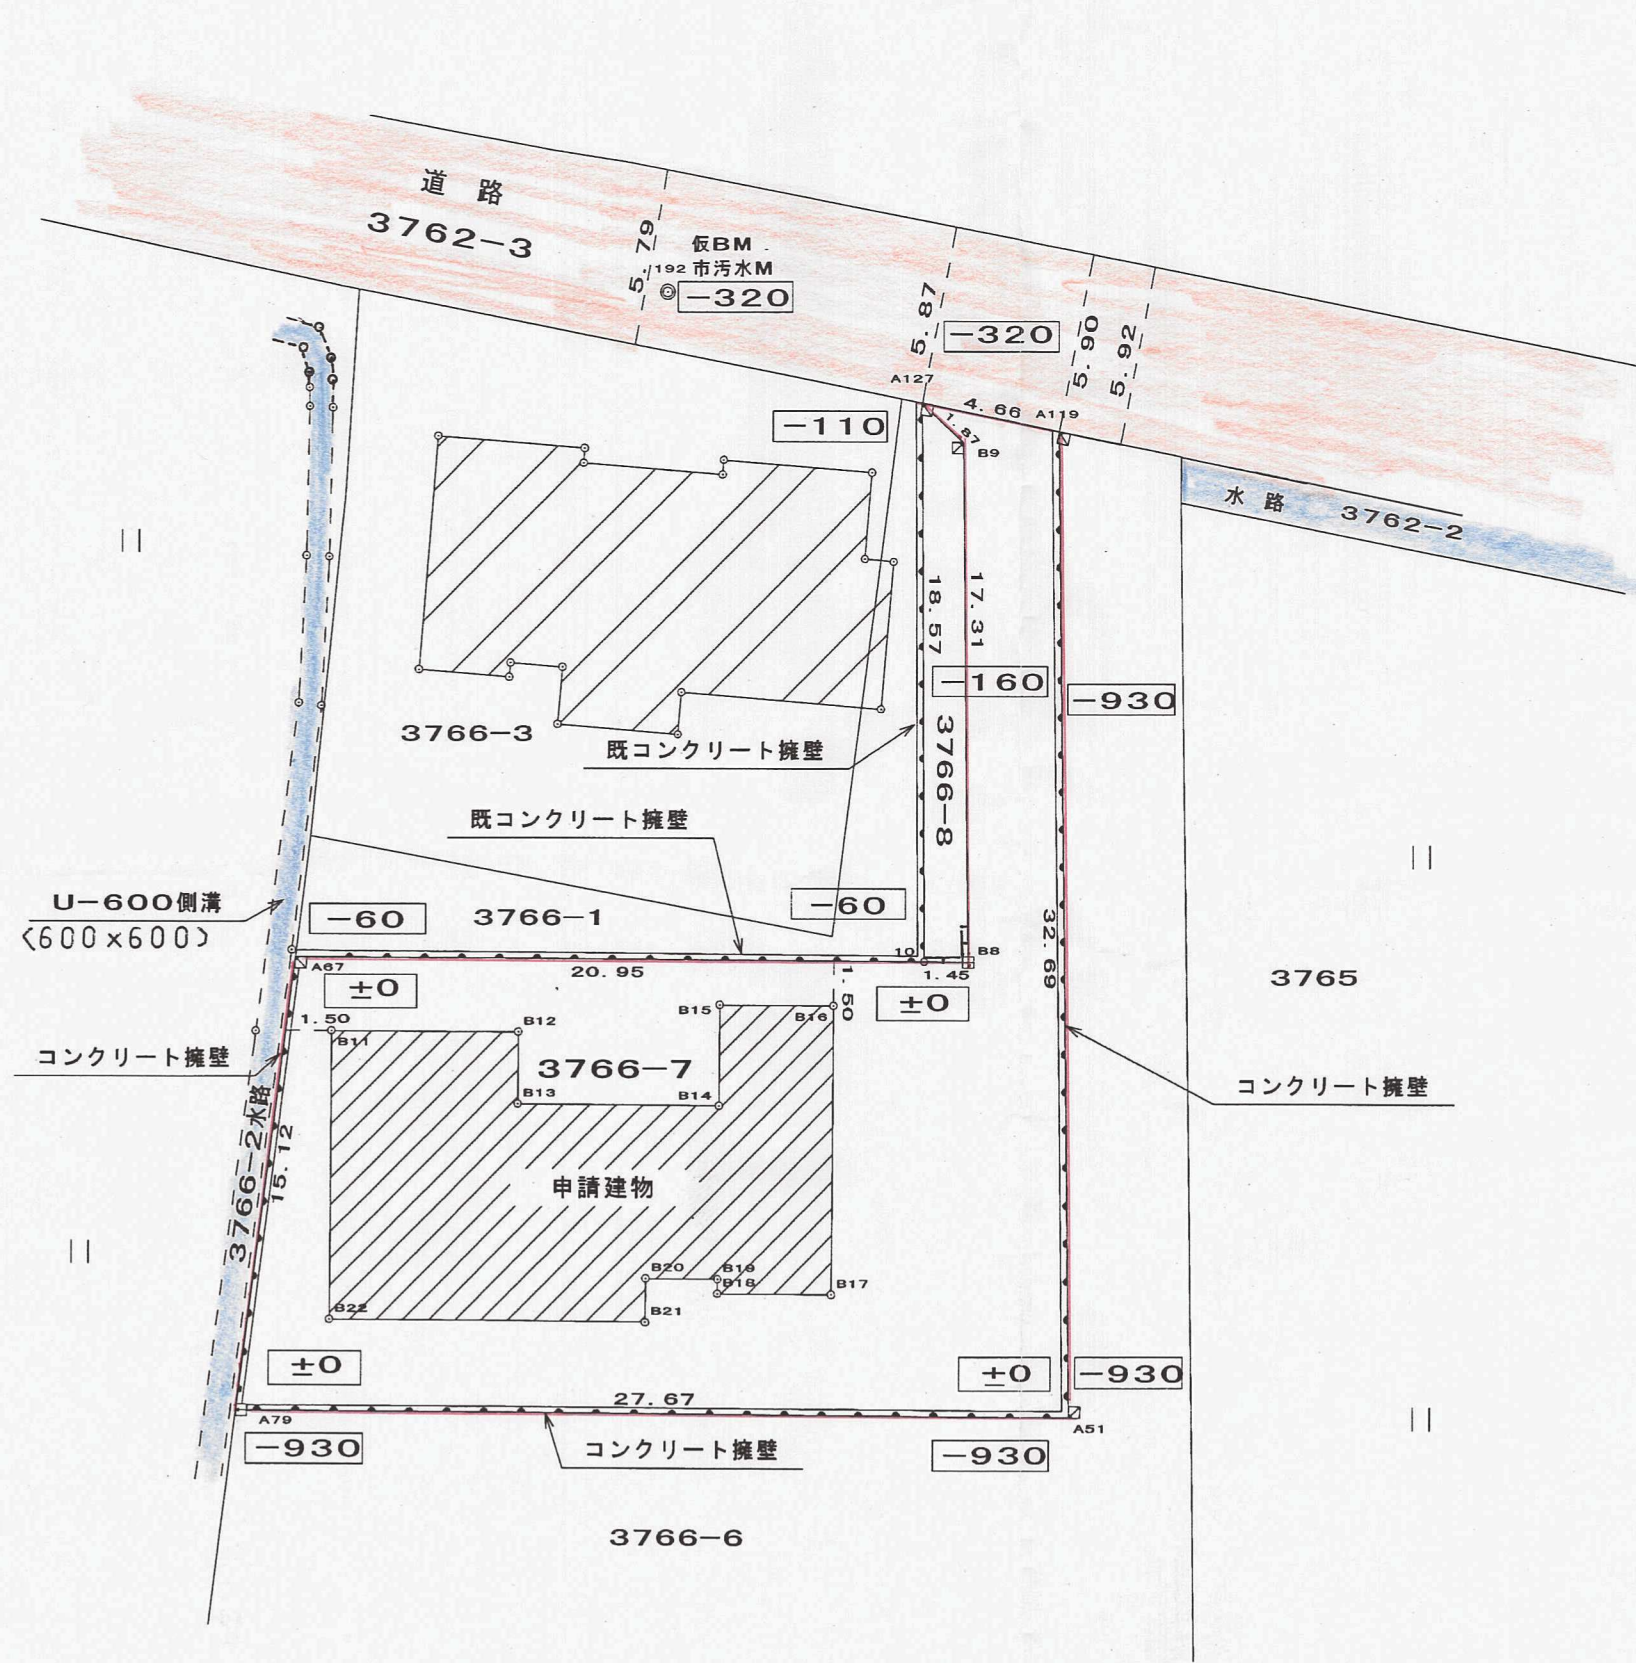 道 路
3762-3
5.79
仮BM
192 市汚水M
-320
5.87
-320
5.90
5.92
A127
4.66
A119
1.87
B9
-110
水 路 3762-2
||
18.57
17.31
-160
-930
3766-3
既コンクリート擁壁
3766-8
既コンクリート擁壁
||
U-600側溝
<600×600>
-60
3766-1
-60
32.69
10
B8
A67
20.95
1.45
3765
±0
1.50
±0
1.50
B15
B16
B12
B11
コンクリート擁壁
3766-7
B13
B14
コンクリート擁壁
3766-2水路
15.12
申請建物
||
B20
B19
B18
B17
B22
B21
±0
±0
-930
27.67
A79
A51
||
-930
コンクリート擁壁
-930
3766-6